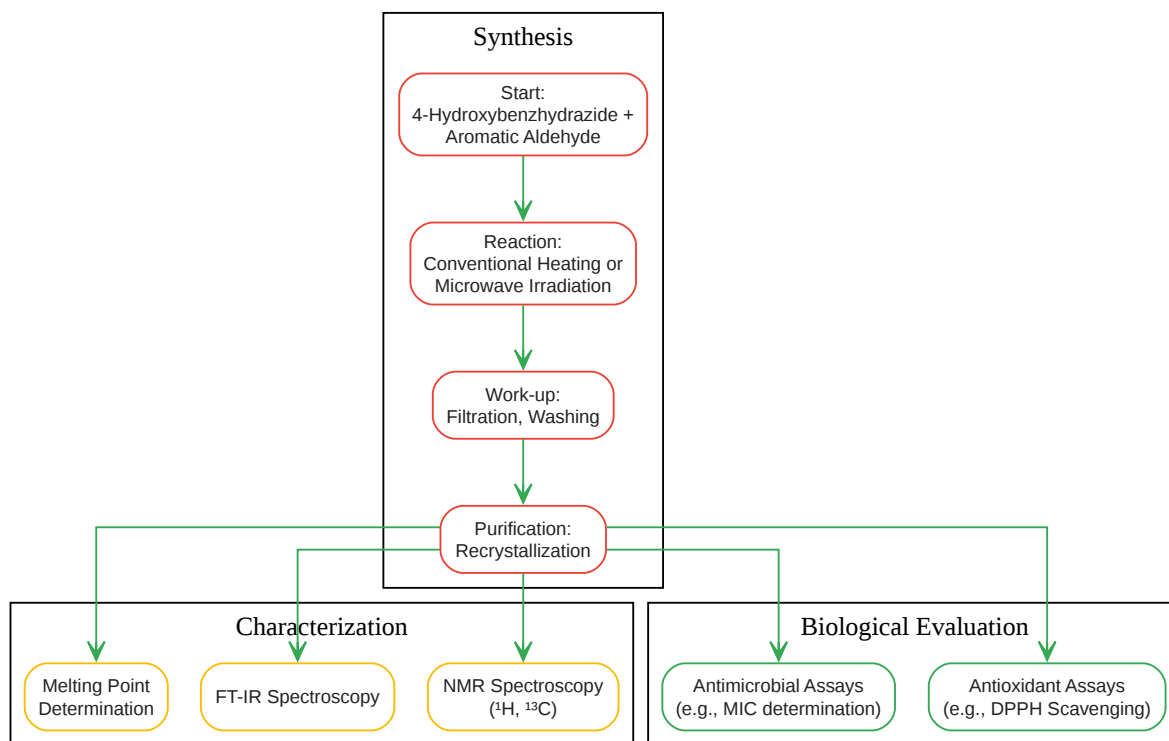 Synthesis
Start:
4-Hydroxybenzhydrazide +
Aromatic Aldehyde
Reaction:
Conventional Heating or
Microwave Irradiation
Work-up:
Filtration, Washing
Purification:
Recrystallization
Characterization
Melting Point
Determination
FT-IR Spectroscopy
NMR Spectroscopy
(¹H, ¹³C)
Biological Evaluation
Antimicrobial Assays
(e.g., MIC determination)
Antioxidant Assays
(e.g., DPPH Scavenging)